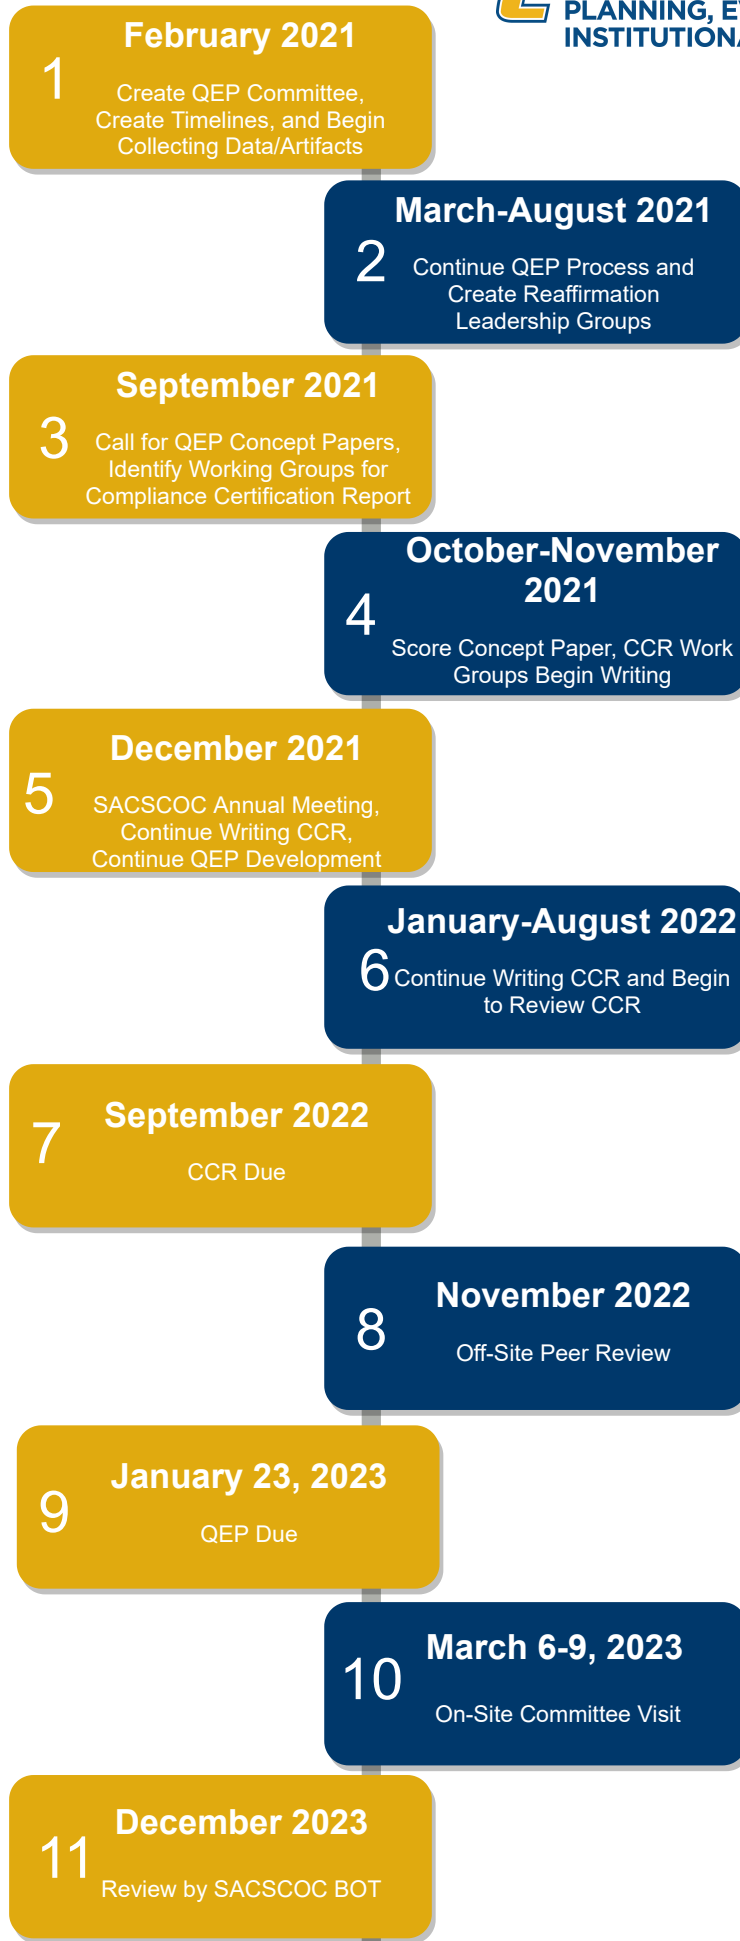 PLANNING,
INSTITUTION
February 2021
1
Create QEP Committee,
Create Timelines, and Begin
Collecting Data/Artifacts
March-August 2021
2
Continue QEP Process and
Create Reaffirmation
Leadership Groups
September 2021
3
Call for QEP Concept Papers,
Identify Working Groups for
Compliance Certification Report
October-November
2021
4
Score Concept Paper, CCR Work
Groups Begin Writing
December 2021
5
SACSCOC Annual Meeting,
Continue Writing CCR,
Continue QEP Development
January-August 2022
6
Continue Writing CCR and Begin
to Review CCR
September 2022
7
CCR Due
November 2022
8
Off-Site Peer Review
January 23, 2023
9
QEP Due
March 6-9, 2023
10
On-Site Committee Visit
December 2023
11
Review by SACSCOC BOT